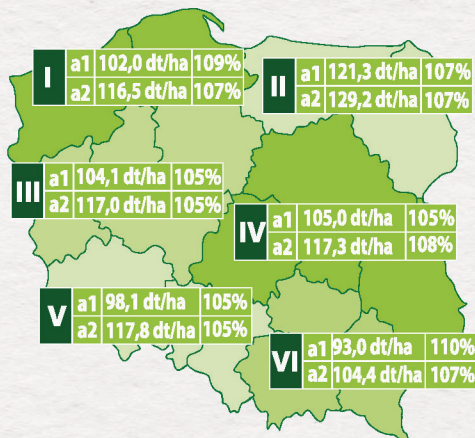 I
a1 102,0 dt/ha 109%
a2 116,5 dt/ha 107%
II
a1 121,3 dt/ha 107%
a2 129,2 dt/ha 107%
III
a1 104,1 dt/ha 105%
a2 117,0 dt/ha 105%
IV
a1 105,0 dt/ha 105%
a2 117,3 dt/ha 108%
V
a1 98,1 dt/ha 105%
a2 117,8 dt/ha 105%
VI
a1 93,0 dt/ha 110%
a2 104,4 dt/ha 107%